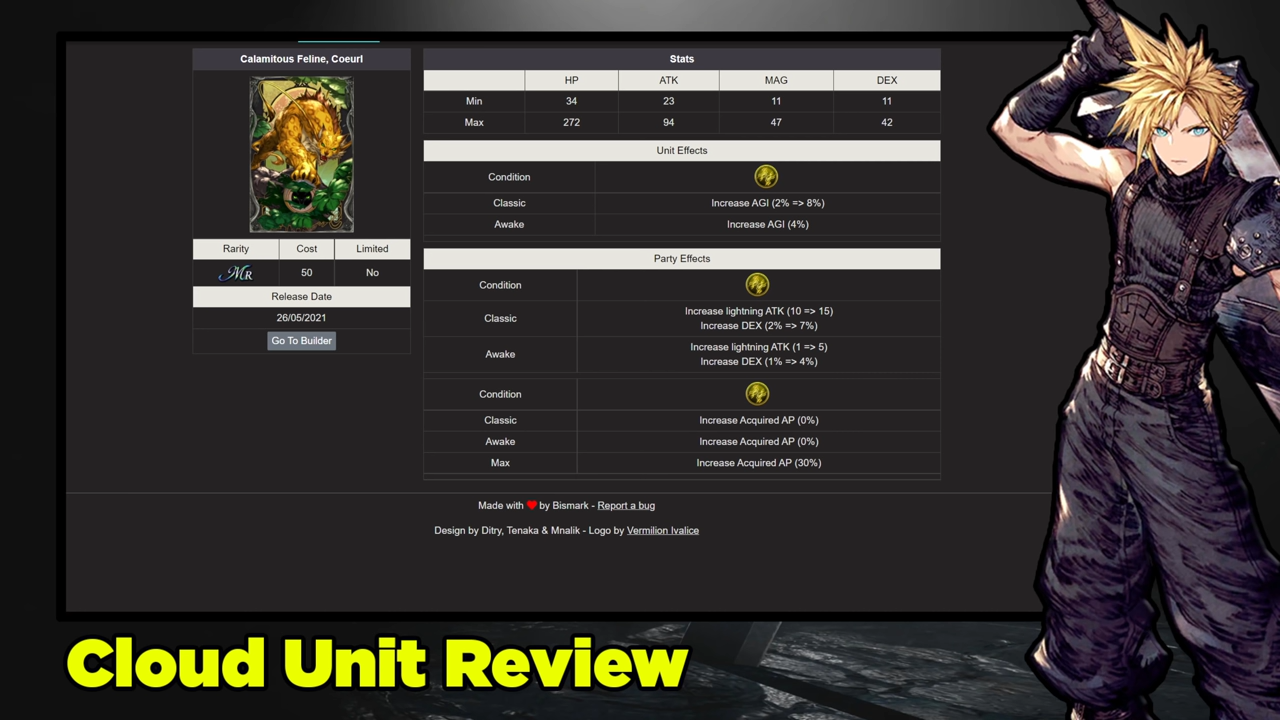 Calamitous Feline, Coeurl
Rarity Cost Limited
MR 50 No
Release Date
26/05/2021
Go To Builder
Stats
HP ATK MAG DEX
Min 34 23 11 11
Max 272 94 47 42
Unit Effects
Condition
Classic Increase AGI (2% => 8%)
Awake Increase AGI (4%)
Party Effects
Condition
Classic Increase lightning ATK (10 => 15)
Increase DEX (2% => 7%)
Awake Increase lightning ATK (1 => 5)
Increase DEX (1% => 4%)
Condition
Classic Increase Acquired AP (0%)
Awake Increase Acquired AP (0%)
Max Increase Acquired AP (30%)
Made with ❤ by Bismark - Report a bug
Design by Ditry, Tenaka & Mnalik - Logo by Vermilion Ivalice
Cloud Unit Review